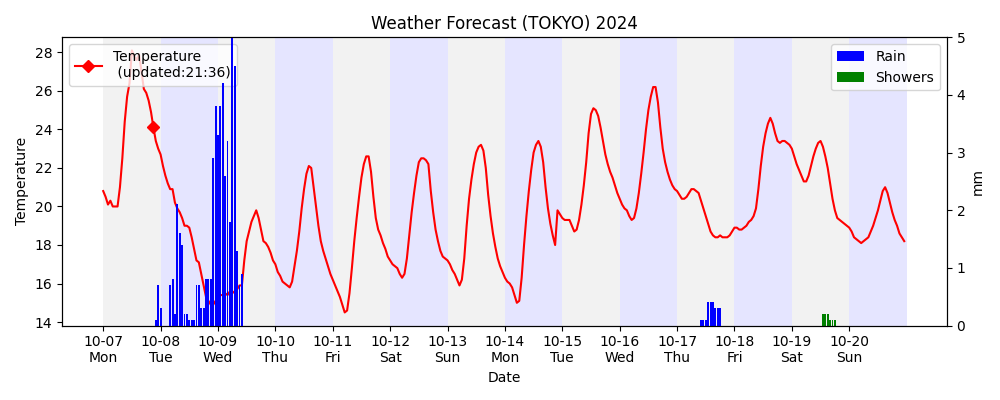 Weather Forecast (TOKYO) 2024
Temperature
(updated:21:36)
Rain
Showers
28
26
24
22
20
18
16
14
Temperature
5
4
3
2
1
0
mm
10-07 10-08 10-09 10-10 10-11 10-12 10-13 10-14 10-15 10-16 10-17 10-18 10-19 10-20
Mon Tue Wed Thu Fri Sat Sun Mon Tue Wed Thu Fri Sat Sun
Date